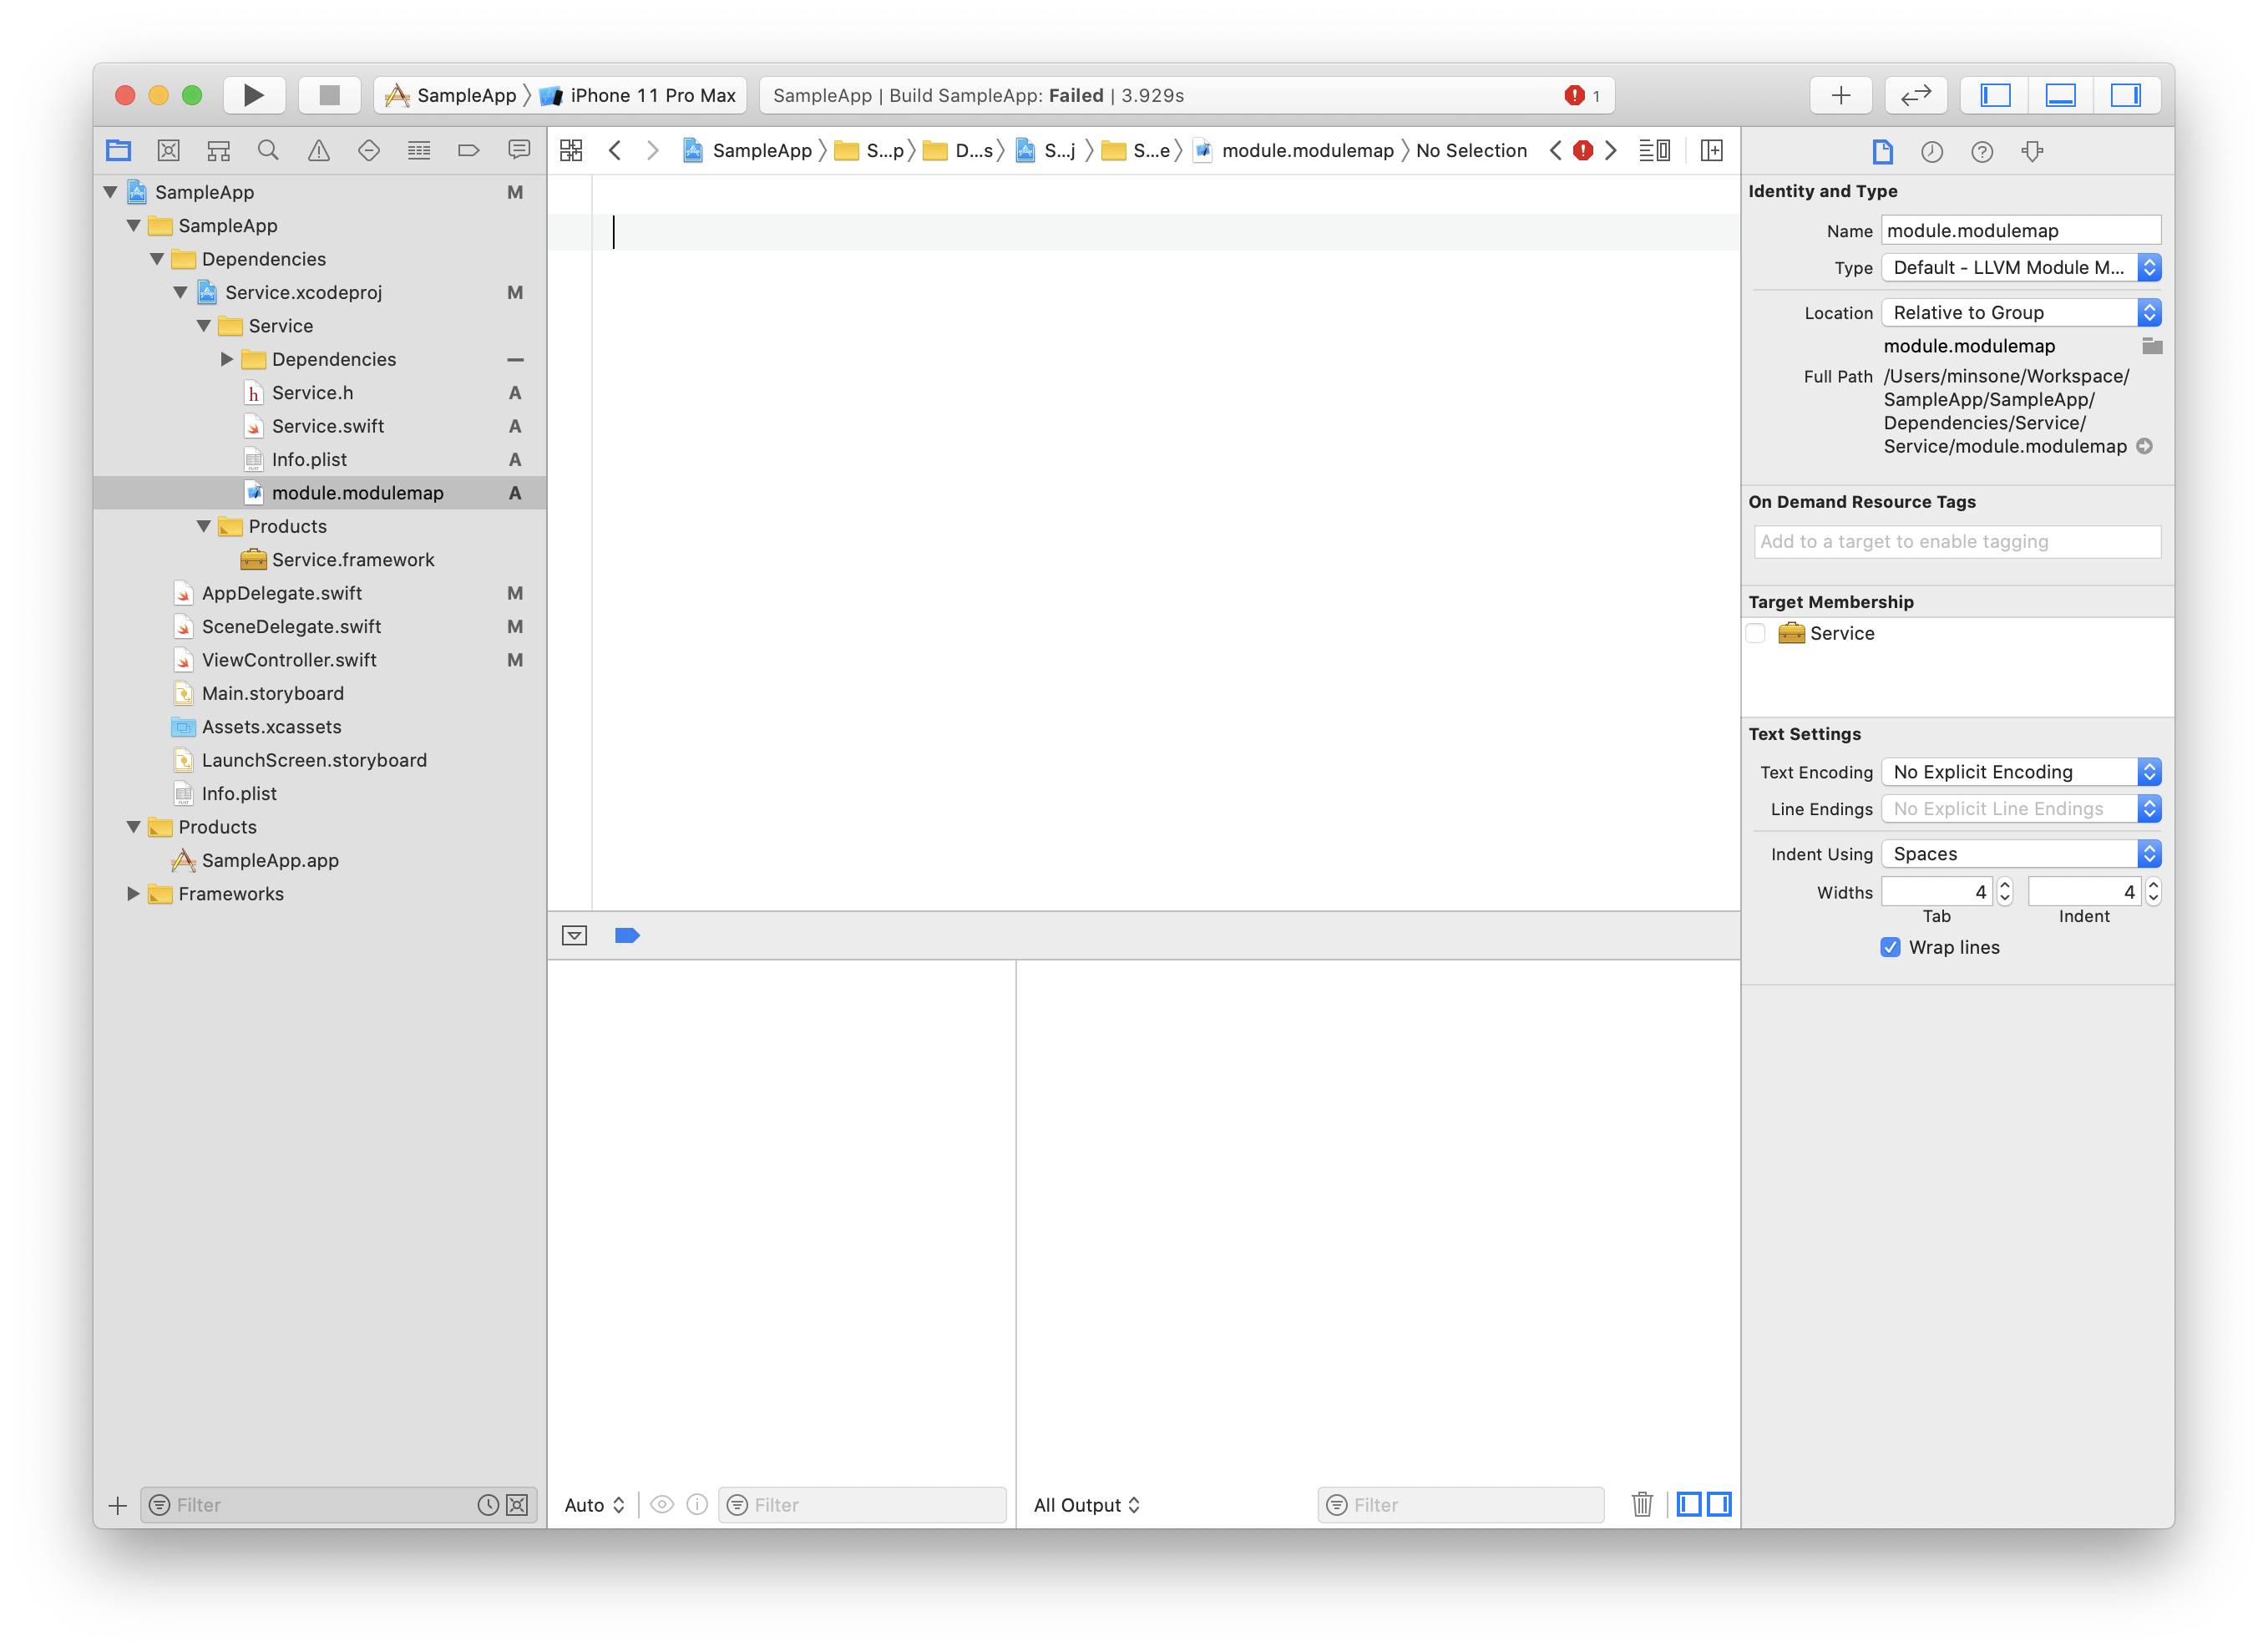 SampleApp 〉 iPhone 11 Pro Max
SampleApp | Build SampleApp: Failed | 3.929s
1
SampleApp 〉 S...p 〉 D...s 〉 S...j 〉 S...e 〉 module.modulemap 〉 No Selection
SampleApp M
SampleApp
Dependencies
Service.xcodeproj M
Service
Dependencies
h Service.h A
Service.swift A
Info.plist A
module.modulemap A
Products
Service.framework
AppDelegate.swift M
SceneDelegate.swift M
ViewController.swift M
Main.storyboard
Assets.xcassets
LaunchScreen.storyboard
Info.plist
Products
SampleApp.app
Frameworks
Filter
Auto
Filter
All Output
Filter
Identity and Type
Name module.modulemap
Type Default - LLVM Module M...
Location Relative to Group
module.modulemap
Full Path /Users/minsone/Workspace/
SampleApp/SampleApp/
Dependencies/Service/
Service/module.modulemap
On Demand Resource Tags
Add to a target to enable tagging
Target Membership
Service
Text Settings
Text Encoding No Explicit Encoding
Line Endings No Explicit Line Endings
Indent Using Spaces
Widths 4 4
Tab Indent
Wrap lines